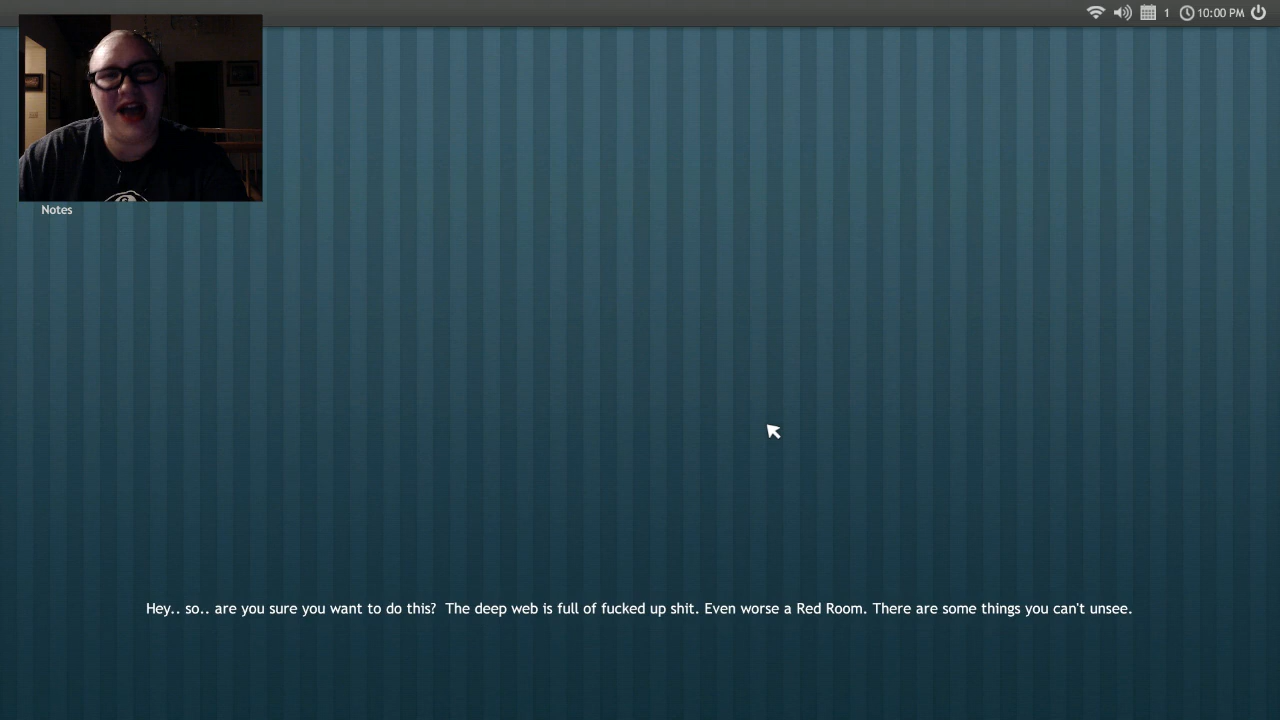 1 10:00 PM
Notes
Hey.. so.. are you sure you want to do this?  The deep web is full of fucked up shit. Even worse a Red Room. There are some things you can't unsee.